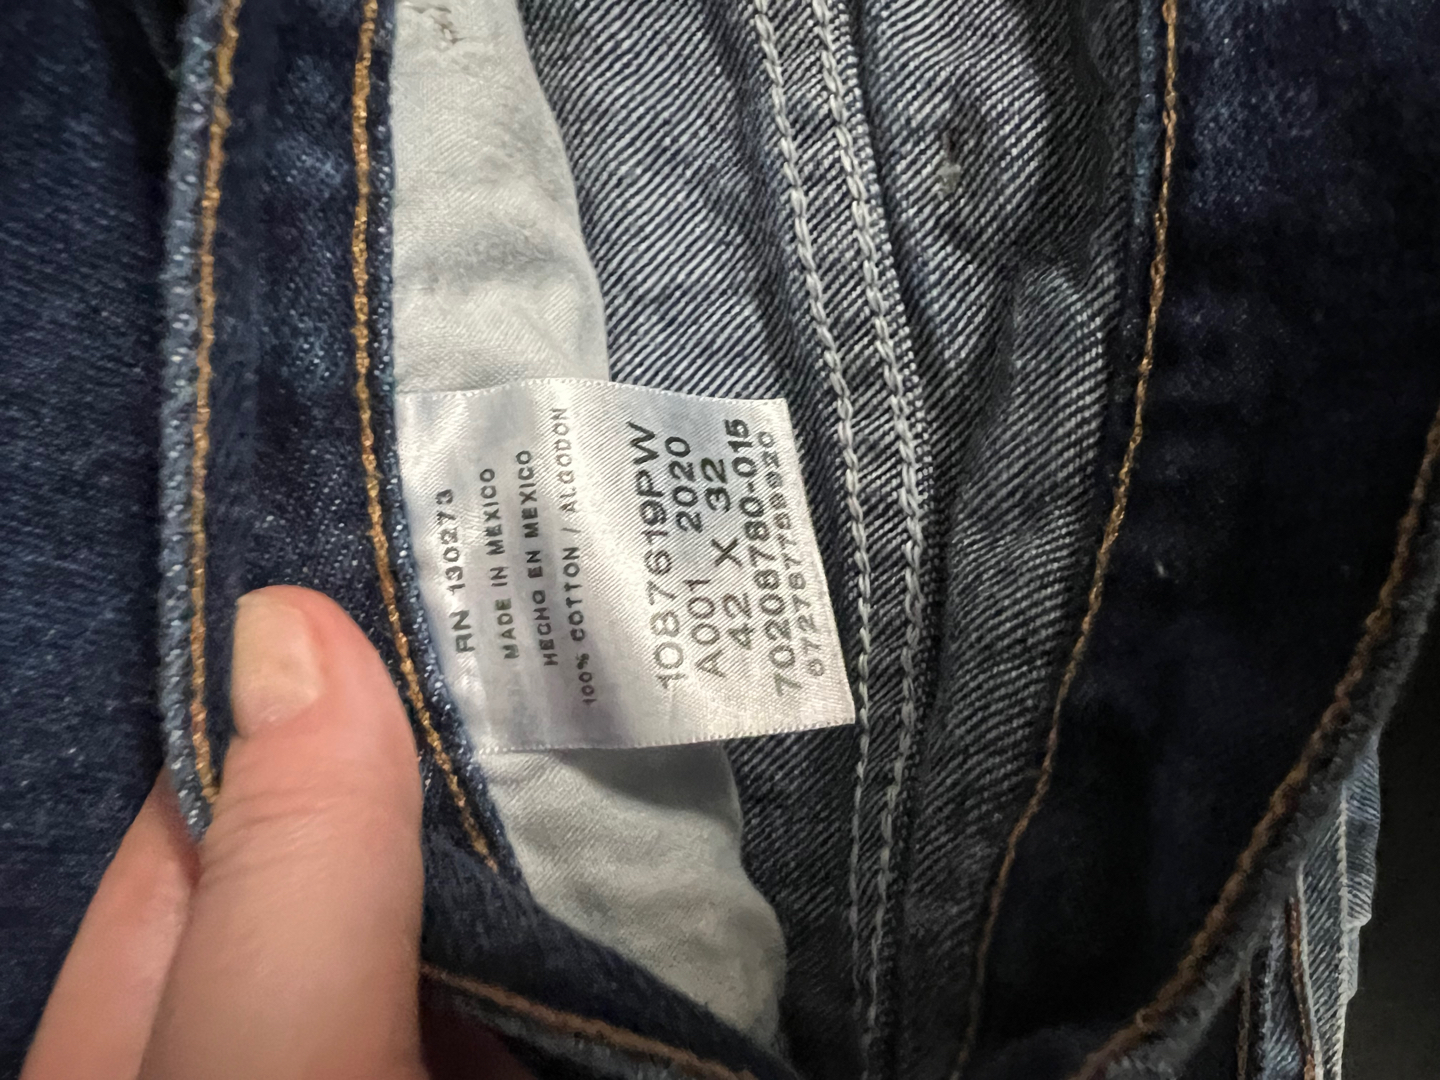 RN 130273
MADE IN MEXICO
HECHO EN MEXICO
100% COTTON / ALGODON
1087619PW
A001 2020
42 X 32
70208780-015